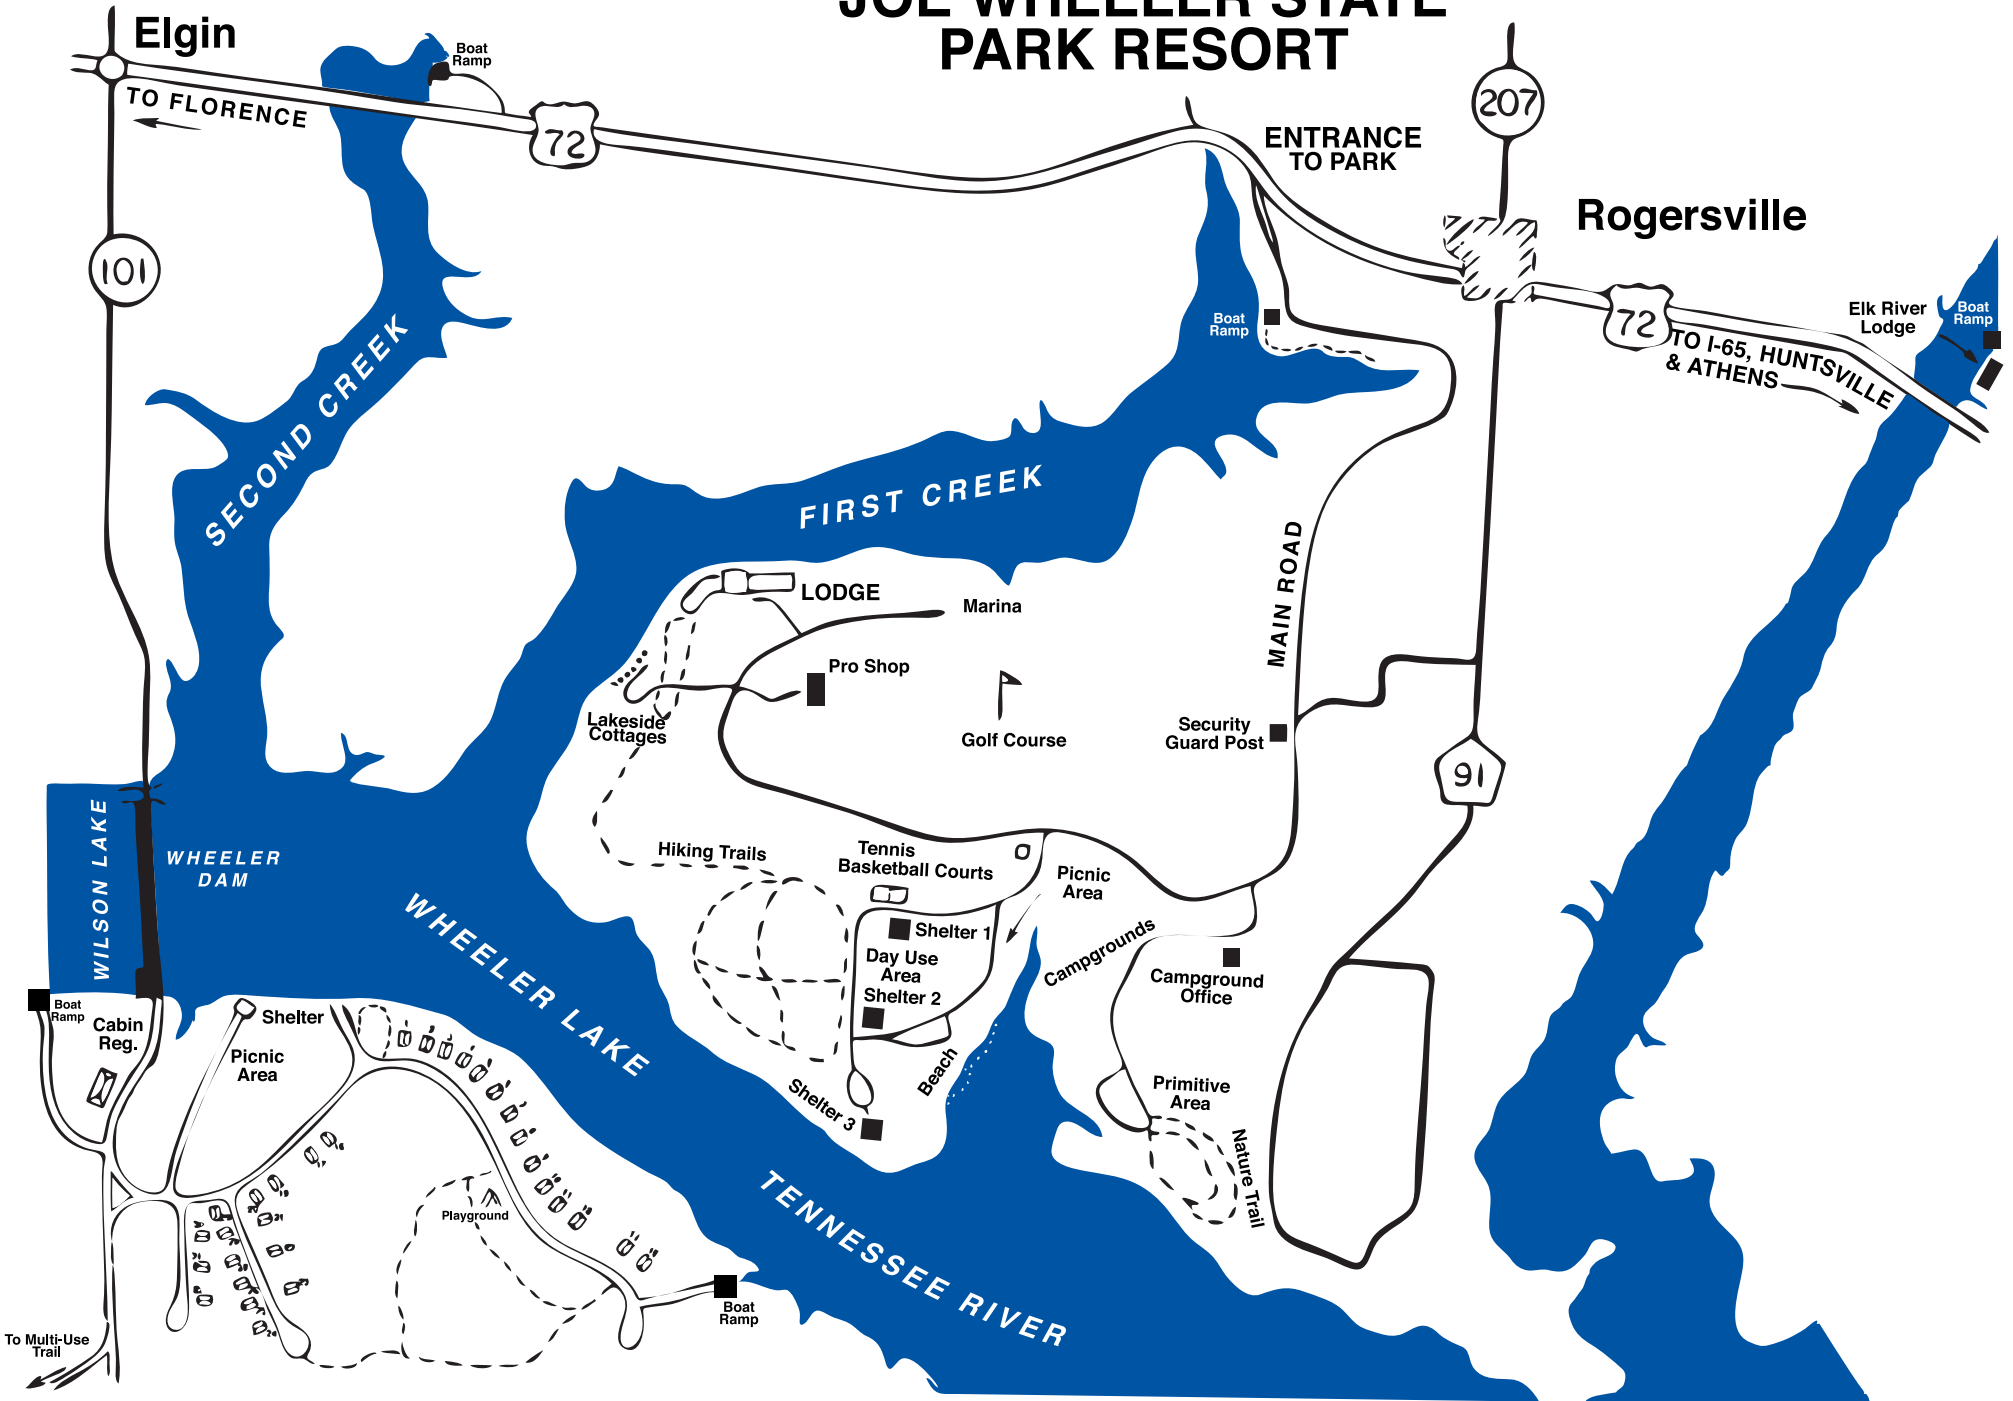 JOE WHEELER STATE
PARK RESORT
Elgin
Boat
Ramp
TO FLORENCE
72
207
ENTRANCE
TO PARK
Rogersville
101
Boat
Ramp
72
Elk River
Lodge
Boat
Ramp
TO I-65, HUNTSVILLE
& ATHENS
SECOND CREEK
FIRST CREEK
MAIN ROAD
LODGE
Marina
Pro Shop
Lakeside
Cottages
Golf Course
Security
Guard Post
91
WILSON LAKE
WHEELER
DAM
WHEELER LAKE
Hiking Trails
Tennis
Basketball Courts
Picnic
Area
Shelter 1
Day Use
Area
Shelter 2
Campgrounds
Campground
Office
Boat
Ramp
Cabin
Reg.
Shelter
Picnic
Area
Beach
Shelter 3
Primitive
Area
Nature Trail
Playground
TENNESSEE RIVER
Boat
Ramp
To Multi-Use
Trail